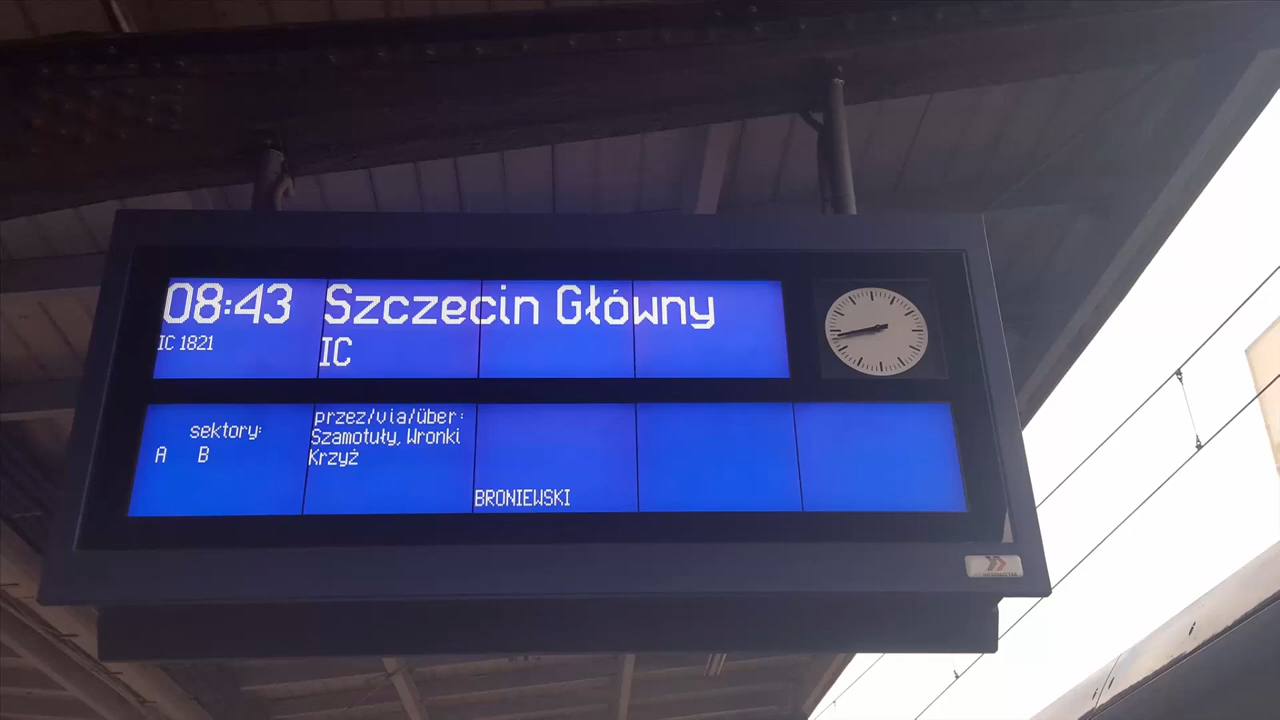 08:43 Szczecin Główny
IC 1821 IC
sektory:
A B
przez/via/über:
Szamotuły, Wronki
Krzyż
BRONIEWSKI